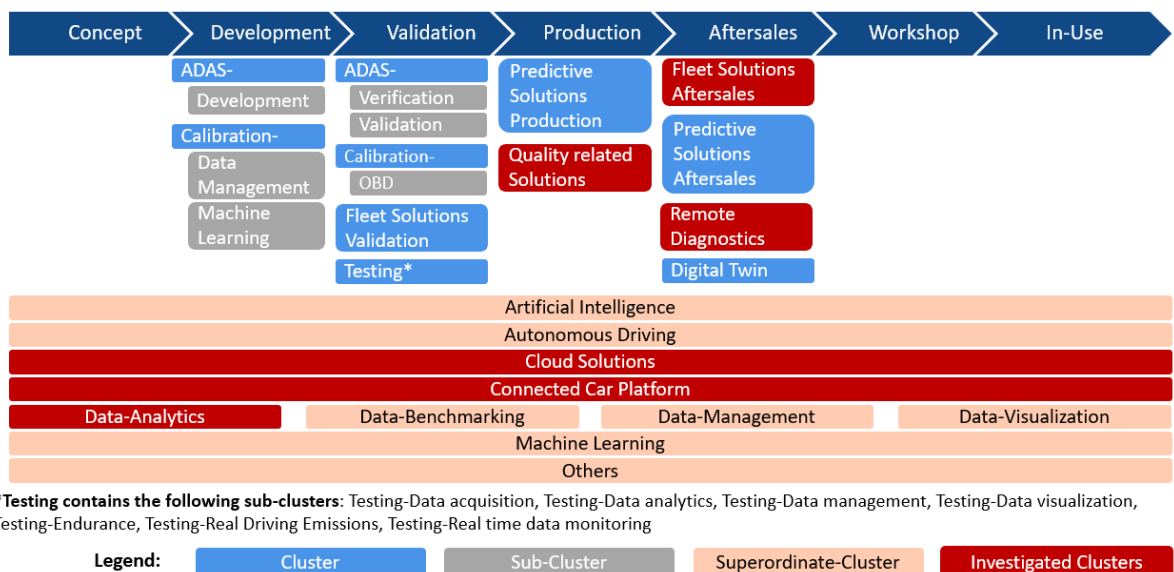 Concept
Development
Validation
Production
Aftersales
Workshop
In-Use
ADAS-
Development
Calibration-
Data
Management
Machine
Learning
ADAS-
Verification
Validation
Calibration-
OBD
Fleet Solutions
Validation
Testing*
Predictive
Solutions
Production
Quality related
Solutions
Fleet Solutions
Aftersales
Predictive
Solutions
Aftersales
Remote
Diagnostics
Digital Twin
Artificial Intelligence
Autonomous Driving
Cloud Solutions
Connected Car Platform
Data-Analytics
Data-Benchmarking
Data-Management
Data-Visualization
Machine Learning
Others
*Testing contains the following sub-clusters: Testing-Data acquisition, Testing-Data analytics, Testing-Data management, Testing-Data visualization,
Testing-Endurance, Testing-Real Driving Emissions, Testing-Real time data monitoring
Legend:
Cluster
Sub-Cluster
Superordinate-Cluster
Investigated Clusters